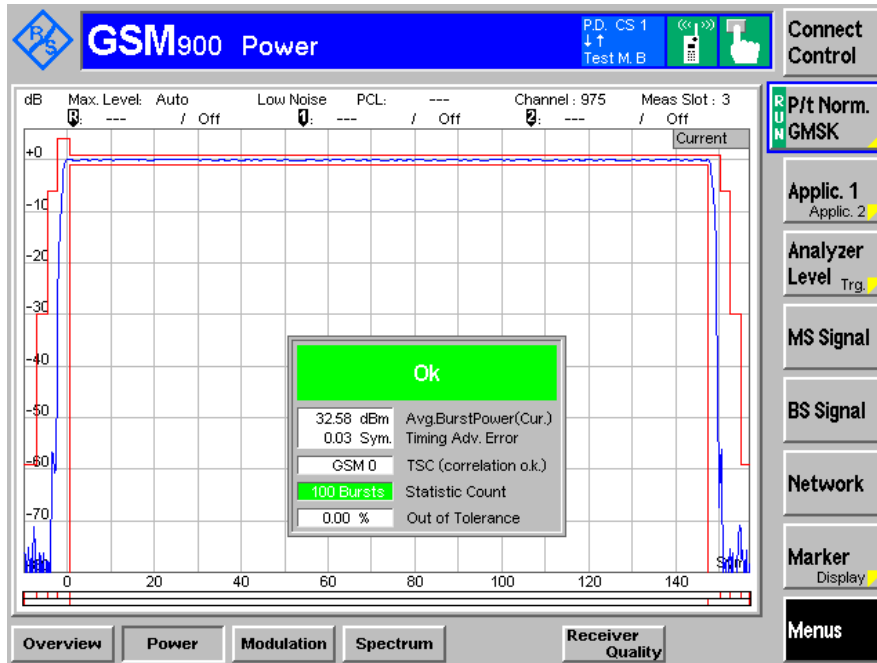 R/S GSM900 Power
P.D. CS 1
↓↑
Test M. B
Connect Control
dB Max. Level: Auto Low Noise PCL: --- Channel : 975 Meas Slot : 3
R: --- / Off 1: --- / Off 2: --- / Off
Current
RUN
P/t Norm.
GMSK
+0
-10
-20
-30
-40
-50
-60
-70
Applic. 1
Applic. 2
Analyzer
Level Trg.
MS Signal
BS Signal
Network
Marker
Display
Menus
Ok
32.58 dBm Avg.BurstPower(Cur.)
0.03 Sym. Timing Adv. Error
GSM 0 TSC (correlation o.k.)
100 Bursts Statistic Count
0.00 % Out of Tolerance
0 20 40 60 80 100 120 140
Overview Power Modulation Spectrum Receiver Quality